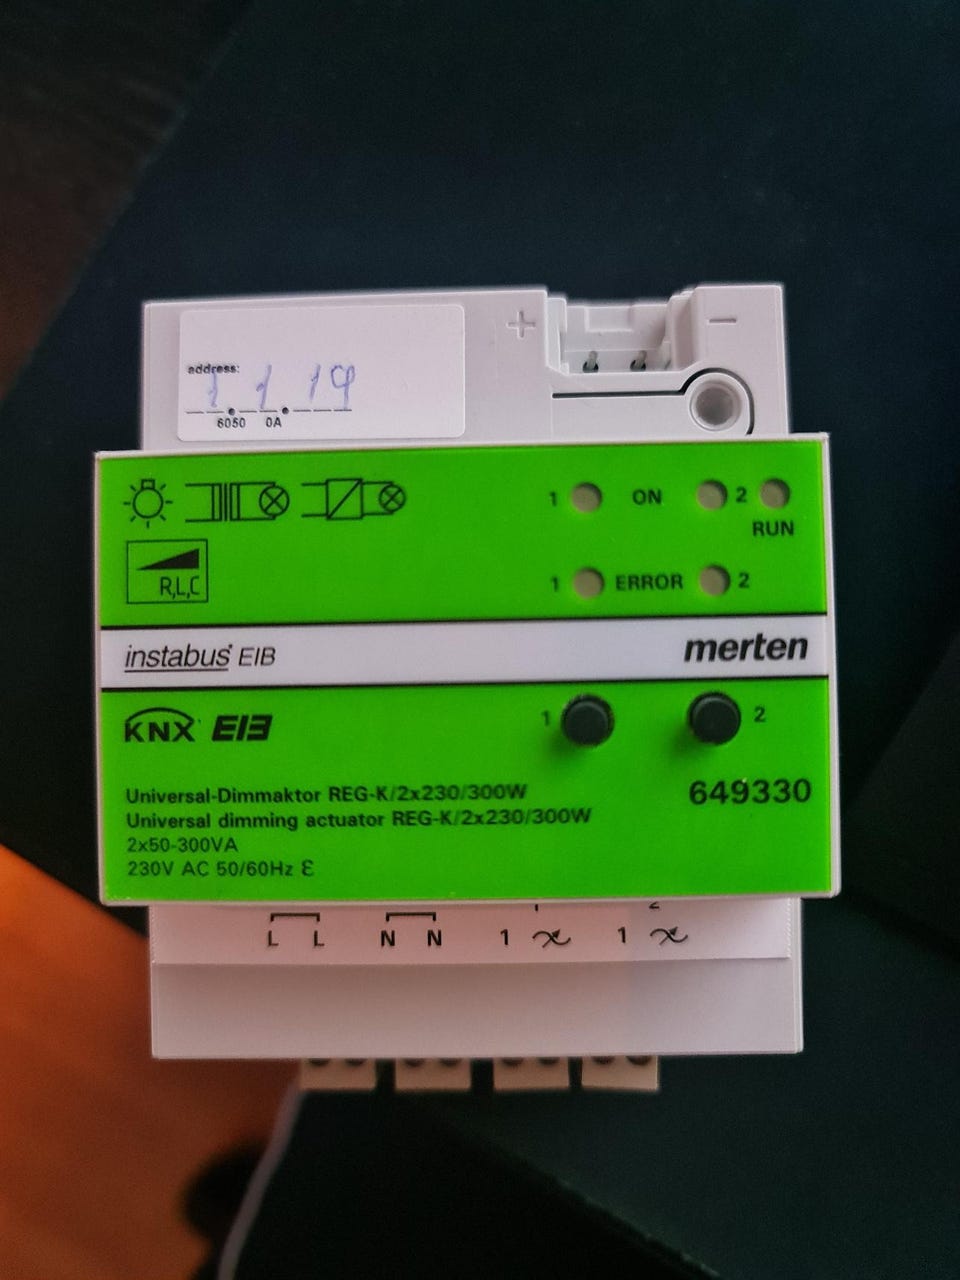 + −
address:
1 . 1 . 19
6050 0A
1 ON 2
RUN
R,L,C
1 ERROR 2
instabus EIB merten
KNX EIB
1 2
Universal-Dimmaktor REG-K/2x230/300W 649330
Universal dimming actuator REG-K/2x230/300W
2x50-300VA
230V AC 50/60Hz Ɛ
L L N N 1 1